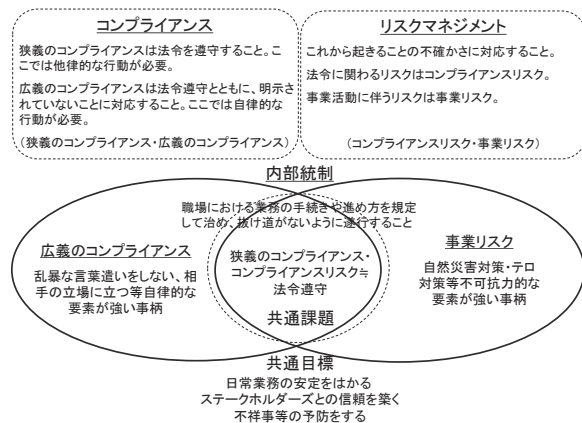 コンプライアンス
狭義のコンプライアンスは法令を遵守すること。こ
こでは他律的な行動が必要。
広義のコンプライアンスは法令遵守とともに、明示
されていないことに対応すること。ここでは自律的な
行動が必要。
(狭義のコンプライアンス・広義のコンプライアンス)
リスクマネジメント
これから起きることの不確かさに対応すること。
法令に関わるリスクはコンプライアンスリスク。
事業活動に伴うリスクは事業リスク。
(コンプライアンスリスク・事業リスク)
内部統制
職場における業務の手続きや進め方を規定
して治め、抜け道がないように遂行すること
広義のコンプライアンス
乱暴な言葉遣いをしない、相
手の立場に立つ等自律的な
要素が強い事柄
狭義のコンプライアンス・
コンプライアンスリスク≒
法令遵守
共通課題
事業リスク
自然災害対策・テロ
対策等不可抗力的な
要素が強い事柄
共通目標
日常業務の安定をはかる
ステークホルダーズとの信頼を築く
不祥事等の予防をする